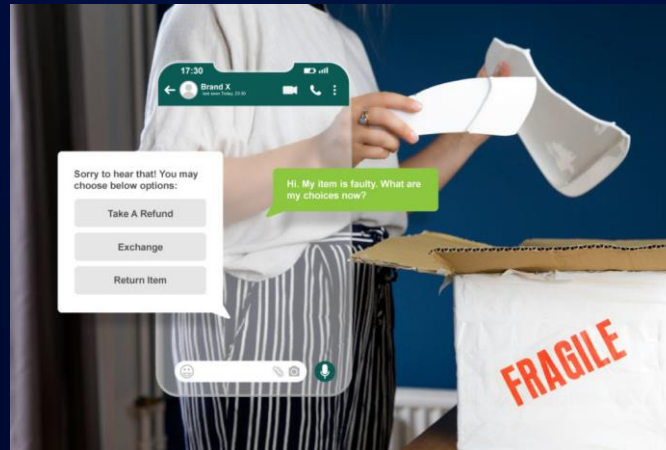 17:30
Brand X
Hi. My item is faulty. What are
my choices now?
Sorry to hear that! You may
choose below options:
Take A Refund
Exchange
Return Item
FRAGILE